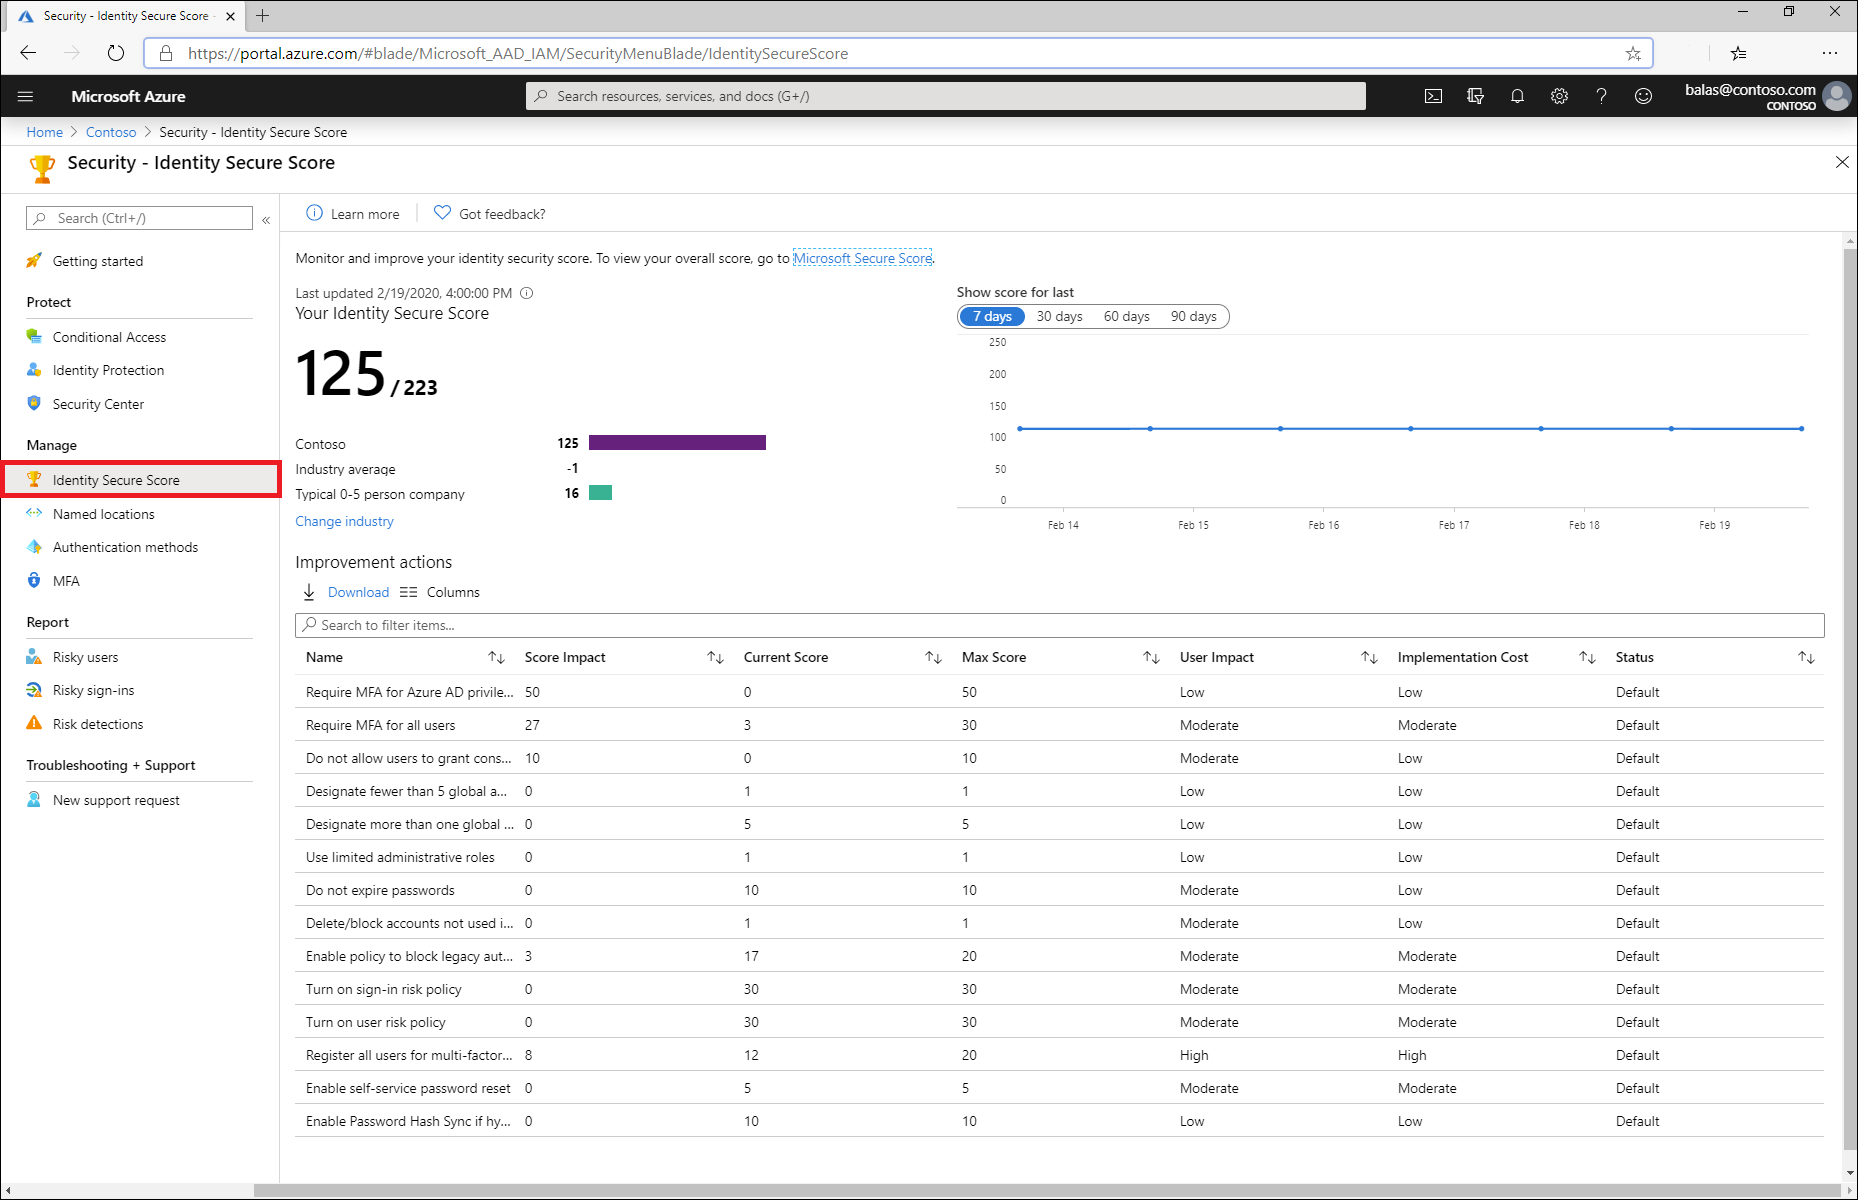 Security - Identity Secure Score -
https://portal.azure.com/#blade/Microsoft_AAD_IAM/SecurityMenuBlade/IdentitySecureScore
Microsoft Azure
Search resources, services, and docs (G+/)
balas@contoso.com
CONTOSO
Home > Contoso > Security - Identity Secure Score
Security - Identity Secure Score
Search (Ctrl+/)
Getting started
Protect
Conditional Access
Identity Protection
Security Center
Manage
Identity Secure Score
Named locations
Authentication methods
MFA
Report
Risky users
Risky sign-ins
Risk detections
Troubleshooting + Support
New support request
Learn more
Got feedback?
Monitor and improve your identity security score. To view your overall score, go to Microsoft Secure Score.
Last updated 2/19/2020, 4:00:00 PM
Your Identity Secure Score
125 / 223
Contoso 125
Industry average -1
Typical 0-5 person company 16
Change industry
Show score for last
7 days 30 days 60 days 90 days
250
200
150
100
50
0
Feb 14 Feb 15 Feb 16 Feb 17 Feb 18 Feb 19
Improvement actions
Download Columns
Search to filter items...
Name Score Impact Current Score Max Score User Impact Implementation Cost Status
Require MFA for Azure AD privile... 50 0 50 Low Low Default
Require MFA for all users 27 3 30 Moderate Moderate Default
Do not allow users to grant cons... 10 0 10 Moderate Low Default
Designate fewer than 5 global a... 0 1 1 Low Low Default
Designate more than one global ... 0 5 5 Low Low Default
Use limited administrative roles 0 1 1 Low Low Default
Do not expire passwords 0 10 10 Moderate Low Default
Delete/block accounts not used i... 0 1 1 Moderate Low Default
Enable policy to block legacy aut... 3 17 20 Moderate Moderate Default
Turn on sign-in risk policy 0 30 30 Moderate Moderate Default
Turn on user risk policy 0 30 30 Moderate Moderate Default
Register all users for multi-factor... 8 12 20 High High Default
Enable self-service password reset 0 5 5 Moderate Moderate Default
Enable Password Hash Sync if hy... 0 10 10 Low Low Default